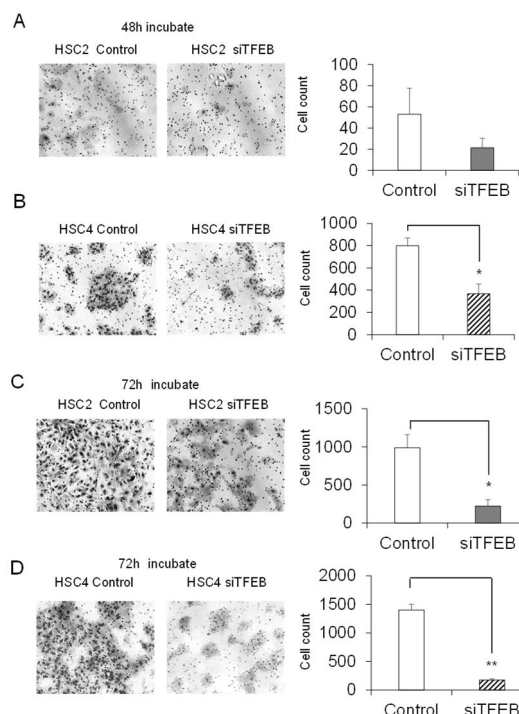 A
48h incubate
HSC2 Control HSC2 siTFEB
Cell count
100
80
60
40
20
0
Control siTFEB
B
HSC4 Control HSC4 siTFEB
Cell count
1000
800
600
400
200
0
*
Control siTFEB
C
72h incubate
HSC2 Control HSC2 siTFEB
Cell count
1500
1000
500
0
*
Control siTFEB
D
72h incubate
HSC4 Control HSC4 siTFEB
Cell count
2000
1500
1000
500
0
**
Control siTFEB